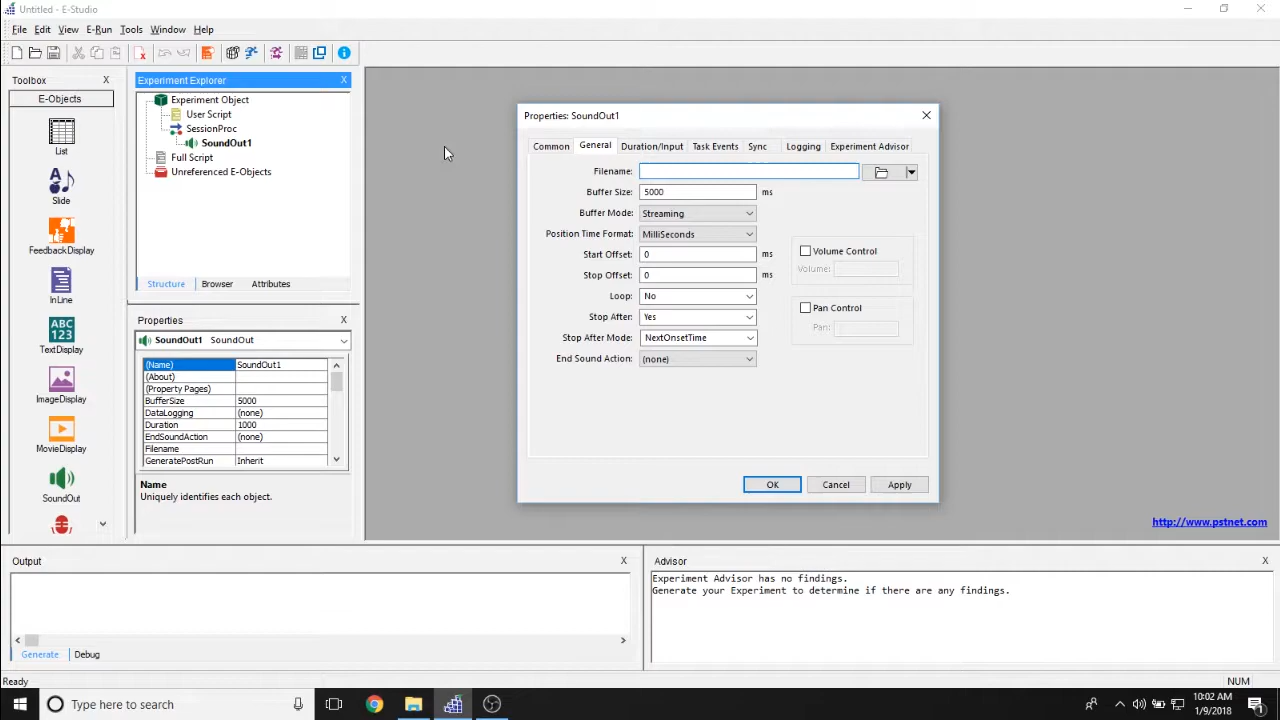 Untitled - E-Studio
File Edit View E-Run Tools Window Help
Toolbox X
E-Objects
List
Slide
FeedbackDisplay
InLine
ABC
123
TextDisplay
ImageDisplay
MovieDisplay
SoundOut
Experiment Explorer X
Experiment Object
User Script
SessionProc
SoundOut1
Full Script
Unreferenced E-Objects
Structure Browser Attributes
Properties X
SoundOut1 SoundOut
(Name) SoundOut1
(About)
(Property Pages)
BufferSize 5000
DataLogging (none)
Duration 1000
EndSoundAction (none)
Filename
GeneratePostRun Inherit
Name
Uniquely identifies each object.
Properties: SoundOut1
Common General Duration/Input Task Events Sync Logging Experiment Advisor
Filename:
Buffer Size: 5000 ms
Buffer Mode: Streaming
Position Time Format: MilliSeconds
Start Offset: 0 ms
Stop Offset: 0 ms
Loop: No
Stop After: Yes
Stop After Mode: NextOnsetTime
End Sound Action: (none)
Volume Control
Volume:
Pan Control
Pan:
OK Cancel Apply
http://www.pstnet.com
Output X
Generate Debug
Advisor X
Experiment Advisor has no findings.
Generate your Experiment to determine if there are any findings.
Ready NUM
Type here to search
10:02 AM
1/9/2018